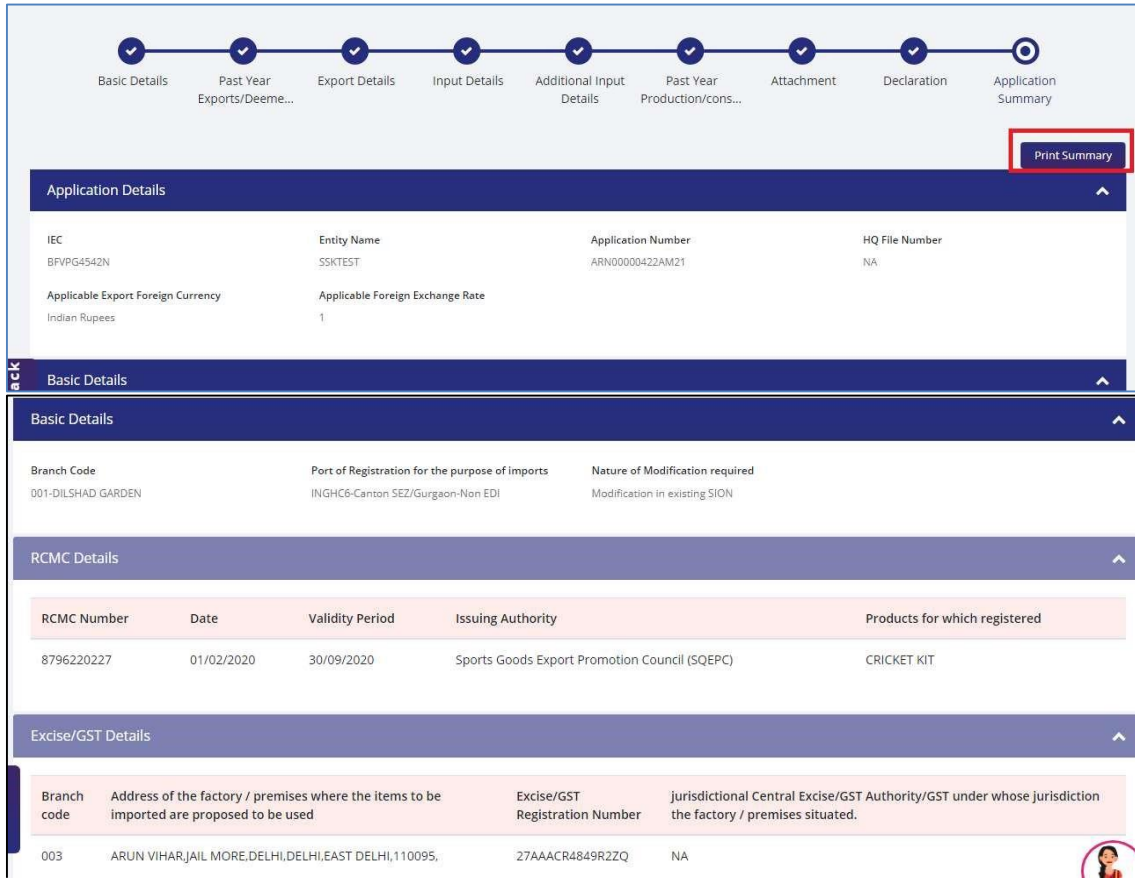 Basic Details Past Year Export Details Input Details Additional Input Past Year Attachment Declaration Application
Exports/Deeme... Details Production/cons... Summary
Print Summary
Application Details
IEC Entity Name Application Number HQ File Number
BFVPG4542N SSKTEST ARN00000422AM21 NA
Applicable Export Foreign Currency Applicable Foreign Exchange Rate
Indian Rupees 1
ack
Basic Details
Basic Details
Branch Code Port of Registration for the purpose of imports Nature of Modification required
001-DILSHAD GARDEN INGHC6-Canton SEZ/Gurgaon-Non EDI Modification in existing SION
RCMC Details
RCMC Number Date Validity Period Issuing Authority Products for which registered
8796220227 01/02/2020 30/09/2020 Sports Goods Export Promotion Council (SQEPC) CRICKET KIT
Excise/GST Details
Branch Address of the factory / premises where the items to be Excise/GST jurisdictional Central Excise/GST Authority/GST under whose jurisdiction
code imported are proposed to be used Registration Number the factory / premises situated.
003 ARUN VIHAR,JAIL MORE,DELHI,DELHI,EAST DELHI,110095, 27AAACR4849R2ZQ NA